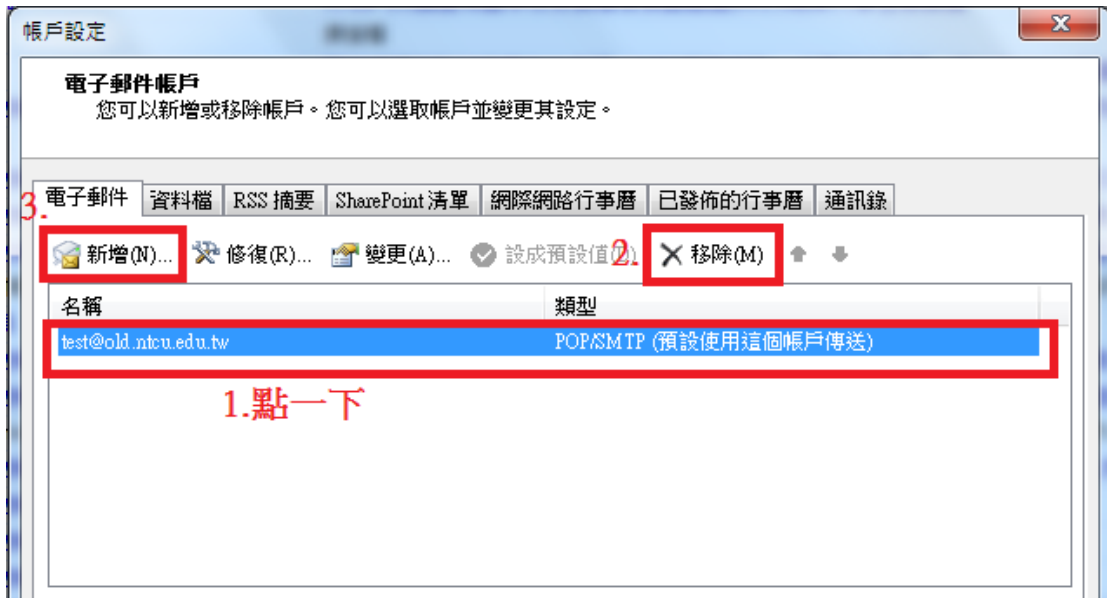 帳戶設定
電子郵件帳戶
您可以新增或移除帳戶。您可以選取帳戶並變更其設定。
電子郵件 資料檔 RSS 摘要 SharePoint 清單 網際網路行事曆 已發佈的行事曆 通訊錄
3.
新增(N)... 修復(R)... 變更(A)... 設成預設值 2. 移除(M)
名稱 類型
test@old.ntcu.edu.tw POP/SMTP (預設使用這個帳戶傳送)
1.點一下